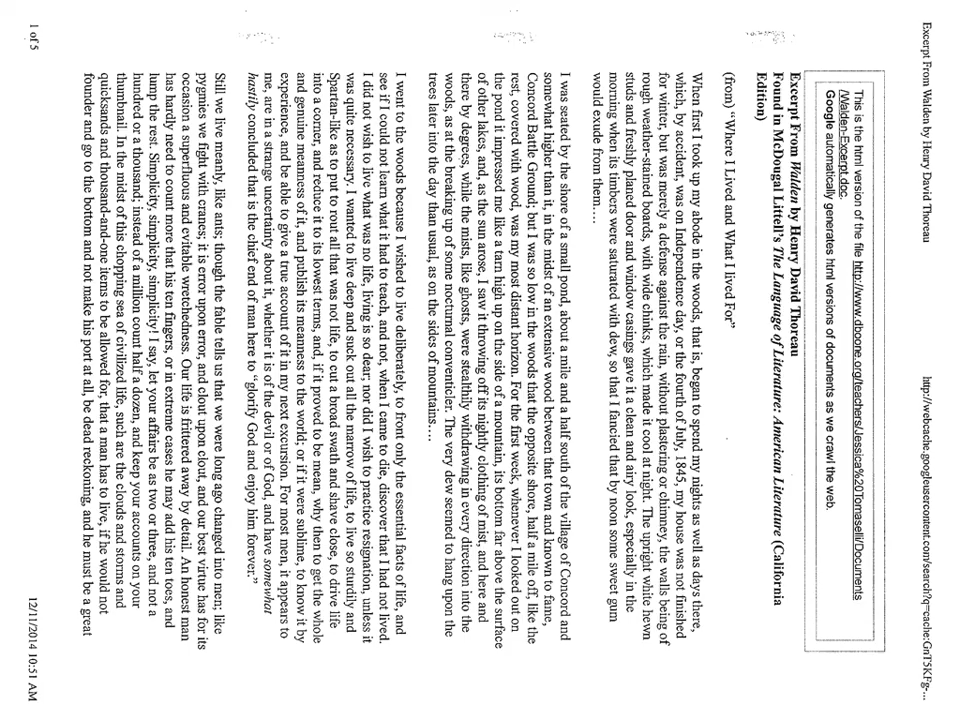 Excerpt From Walden by Henry David Thoreau
http://webcache.googleusercontent.com/search?q=cache:GnT5KFg-...
This is the html version of the file http://www.dboone.org/teachers/Jessica%20Tomaselli/Documents
/Walden-Excerpt.doc.
Google automatically generates html versions of documents as we crawl the web.
Excerpt From Walden by Henry David Thoreau
Found in McDougal Littell's The Language of Literature: American Literature (California
Edition)
(from) "Where I Lived and What I lived For"
When first I took up my abode in the woods, that is, began to spend my nights as well as days there,
which, by accident, was on Independence day, or the fourth of July, 1845, my house was not finished
for winter, but was merely a defense against the rain, without plastering or chimney, the walls being of
rough weather-stained boards, with wide chinks, which made it cool at night. The upright white hewn
studs and freshly planed door and window casings gave it a clean and airy look, especially in the
morning when its timbers were saturated with dew, so that I fancied that by noon some sweet gum
would exude from them....
I was seated by the shore of a small pond, about a mile and a half south of the village of Concord and
somewhat higher than it, in the midst of an extensive wood between that town and known to fame,
Concord Battle Ground; but I was so low in the woods that the opposite shore, half a mile off, like the
rest, covered with wood, was my most distant horizon. For the first week, whenever I looked out on
the pond it impressed me like a tarn high up on the side of a mountain, its bottom far above the surface
of other lakes, and, as the sun arose, I saw it throwing off its nightly clothing of mist, and here and
there by degrees, while the mists, like ghosts, were stealthily withdrawing in every direction into the
woods, as at the breaking up of some nocturnal conventicler. The very dew seemed to hang upon the
trees later into the day than usual, as on the sides of mountains....
I went to the woods because I wished to live deliberately, to front only the essential facts of life, and
see if I could not learn what it had to teach, and not, when I came to die, discover that I had not lived.
I did not wish to live what was no life, living is so dear; nor did I wish to practice resignation, unless it
was quite necessary. I wanted to live deep and suck out all the marrow of life, to live so sturdily and
Spartan-like as to put to rout all that was not life, to cut a broad swath and shave close, to drive life
into a corner, and reduce it to its lowest terms, and, if it proved to be mean, why then to get the whole
and genuine meanness of it, and publish its meanness to the world; or if it were sublime, to know it by
experience, and be able to give a true account of it in my next excursion. For most men, it appears to
me, are in a strange uncertainty about it, whether it is of the devil or of God, and have somewhat
hastily concluded that is the chief end of man here to "glorify God and enjoy him forever."
Still we live meanly, like ants; though the fable tells us that we were long ago changed into men; like
pygmies we fight with cranes; it is error upon error, and clout upon clout, and our best virtue has for its
occasion a superfluous and evitable wretchedness. Our life is frittered away by detail. An honest man
has hardly need to count more that his ten fingers, or in extreme cases he may add his ten toes, and
lump the rest. Simplicity, simplicity, simplicity! I say, let your affairs be as two or three, and not a
hundred or a thousand; instead of a million count half a dozen, and keep your accounts on your
thumbnail. In the midst of this chopping sea of civilized life, such are the clouds and storms and
quicksands and thousand-and-one items to be allowed for, that a man has to live, if he would not
founder and go to the bottom and not make his port at all, be dead reckoning, and he must be a great
1 of 5
12/11/2014 10:51 AM